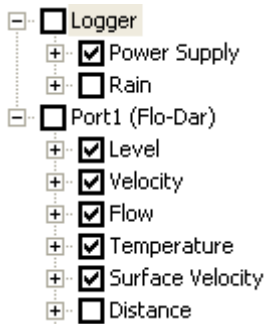 Logger
Power Supply
Rain
Port1 (Flo-Dar)
Level
Velocity
Flow
Temperature
Surface Velocity
Distance